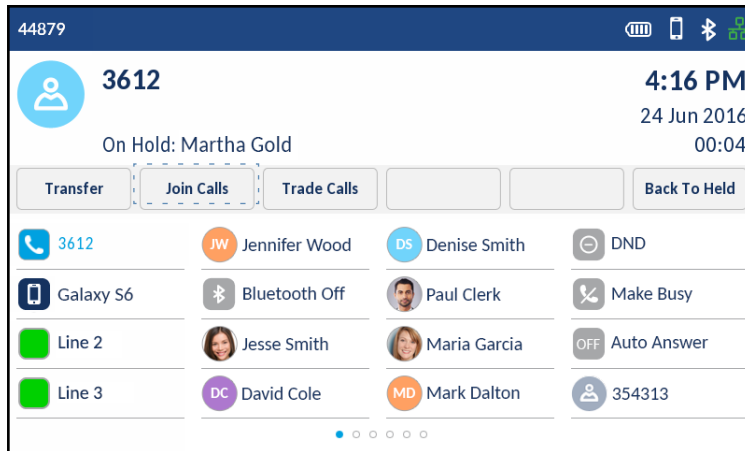 44879
3612
4:16 PM
24 Jun 2016
On Hold: Martha Gold
00:04
Transfer
Join Calls
Trade Calls
Back To Held
3612
JW Jennifer Wood
DS Denise Smith
DND
Galaxy S6
Bluetooth Off
Paul Clerk
Make Busy
Line 2
Jesse Smith
Maria Garcia
OFF Auto Answer
Line 3
DC David Cole
MD Mark Dalton
354313